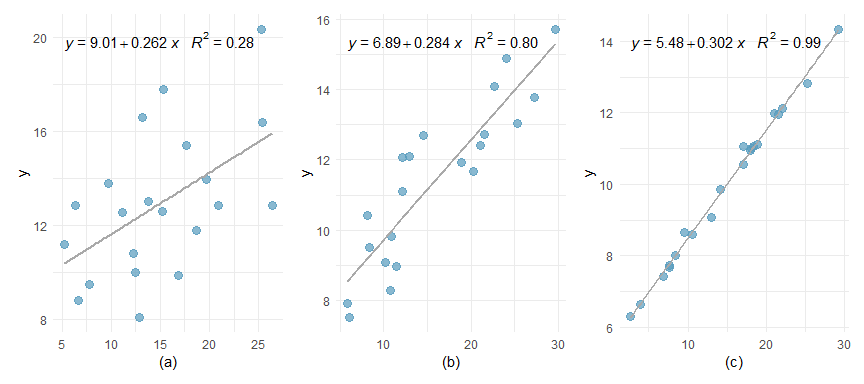 y = 9.01 + 0.262 x R² = 0.28
y
20
16
12
8
5 10 15 20 25
(a)
y = 6.89 + 0.284 x R² = 0.80
y
16
14
12
10
8
10 20 30
(b)
y = 5.48 + 0.302 x R² = 0.99
y
14
12
10
8
6
10 20 30
(c)